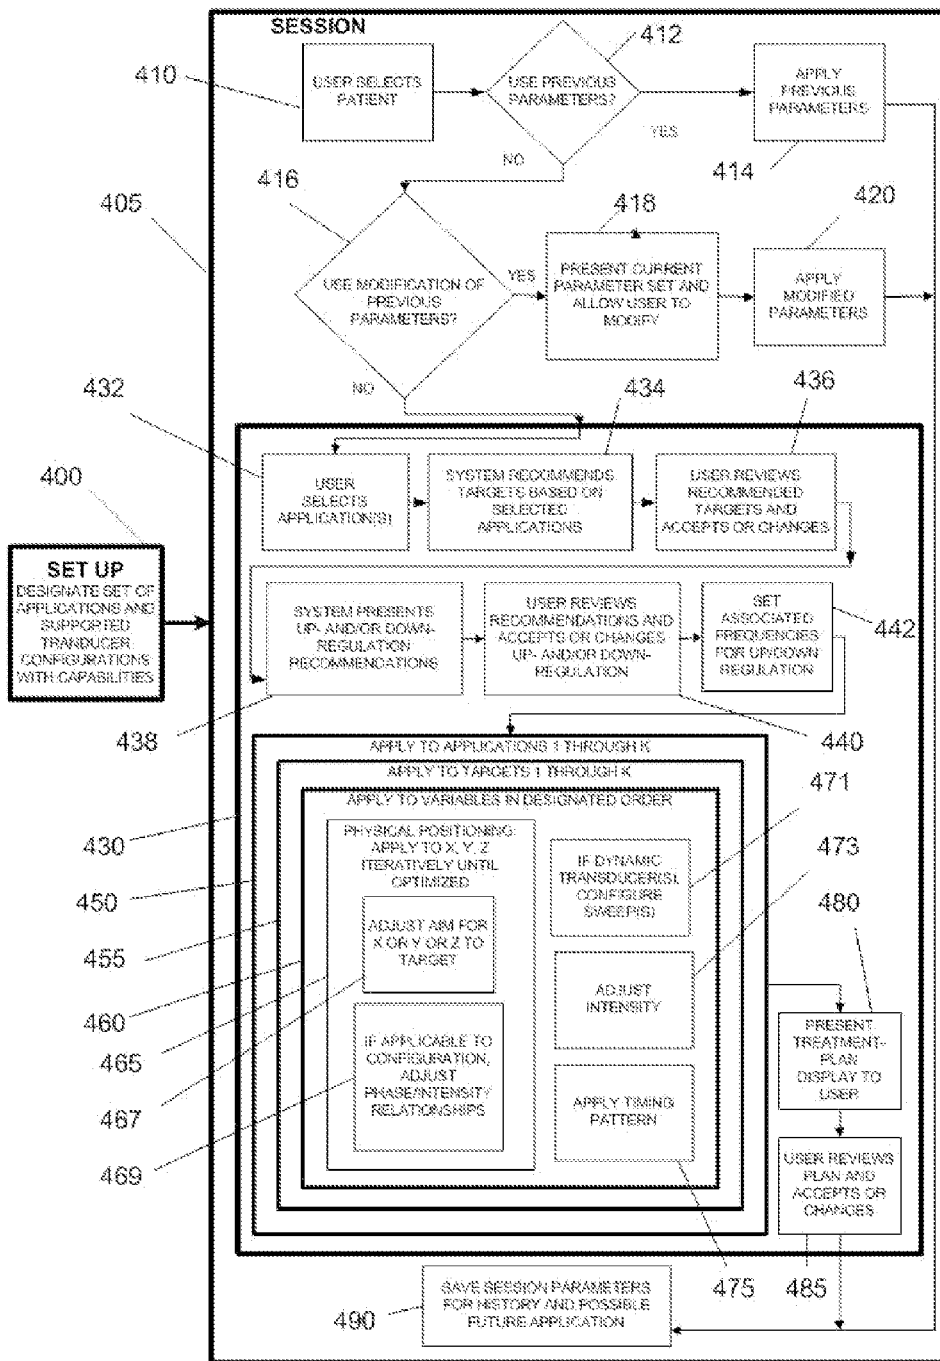 SESSION
412
410
USER SELECTS
PATIENT
USE PREVIOUS
PARAMETERS?
APPLY
PREVIOUS
PARAMETERS
YES
NO
414
416
405
418
420
USE MODIFICATION OF
PREVIOUS
PARAMETERS?
YES
PRESENT CURRENT
PARAMETER SET AND
ALLOW USER TO
MODIFY
APPLY
MODIFIED
PARAMETERS
NO
432
434
436
USER
SELECTS
APPLICATION(S)
SYSTEM RECOMMENDS
TARGETS BASED ON
SELECTED
APPLICATIONS
USER REVIEWS
RECOMMENDED
TARGETS AND
ACCEPTS OR CHANGES
400
SET UP
DESIGNATE SET OF
APPLICATIONS AND
SUPPORTED
TRANDUCER
CONFIGURATIONS
WITH CAPABILITIES
SYSTEM PRESENTS
UP- AND/OR DOWN-
REGULATION
RECOMMENDATIONS
USER REVIEWS
RECOMMENDATIONS AND
ACCEPTS OR CHANGES
UP- AND/OR DOWN-
REGULATION
SET
ASSOCIATED
FREQUENCIES
FOR UP/DOWN
REGULATION
442
438
440
APPLY TO APPLICATIONS 1 THROUGH K
APPLY TO TARGETS 1 THROUGH K
APPLY TO VARIABLES IN DESIGNATED ORDER
471
430
450
455
460
465
467
469
PHYSICAL POSITIONING:
APPLY TO X, Y, Z
ITERATIVELY UNTIL
OPTIMIZED
ADJUST AIM FOR
X OR Y OR Z TO
TARGET
IF APPLICABLE TO
CONFIGURATION,
ADJUST
PHASE/INTENSITY
RELATIONSHIPS
IF DYNAMIC
TRANSDUCER(S),
CONFIGURE
SWEEP(S)
473
480
ADJUST
INTENSITY
APPLY TIMING
PATTERN
PRESENT
TREATMENT-
PLAN
DISPLAY TO
USER
USER REVIEWS
PLAN AND
ACCEPTS OR
CHANGES
475
485
490
SAVE SESSION PARAMETERS
FOR HISTORY AND POSSIBLE
FUTURE APPLICATION